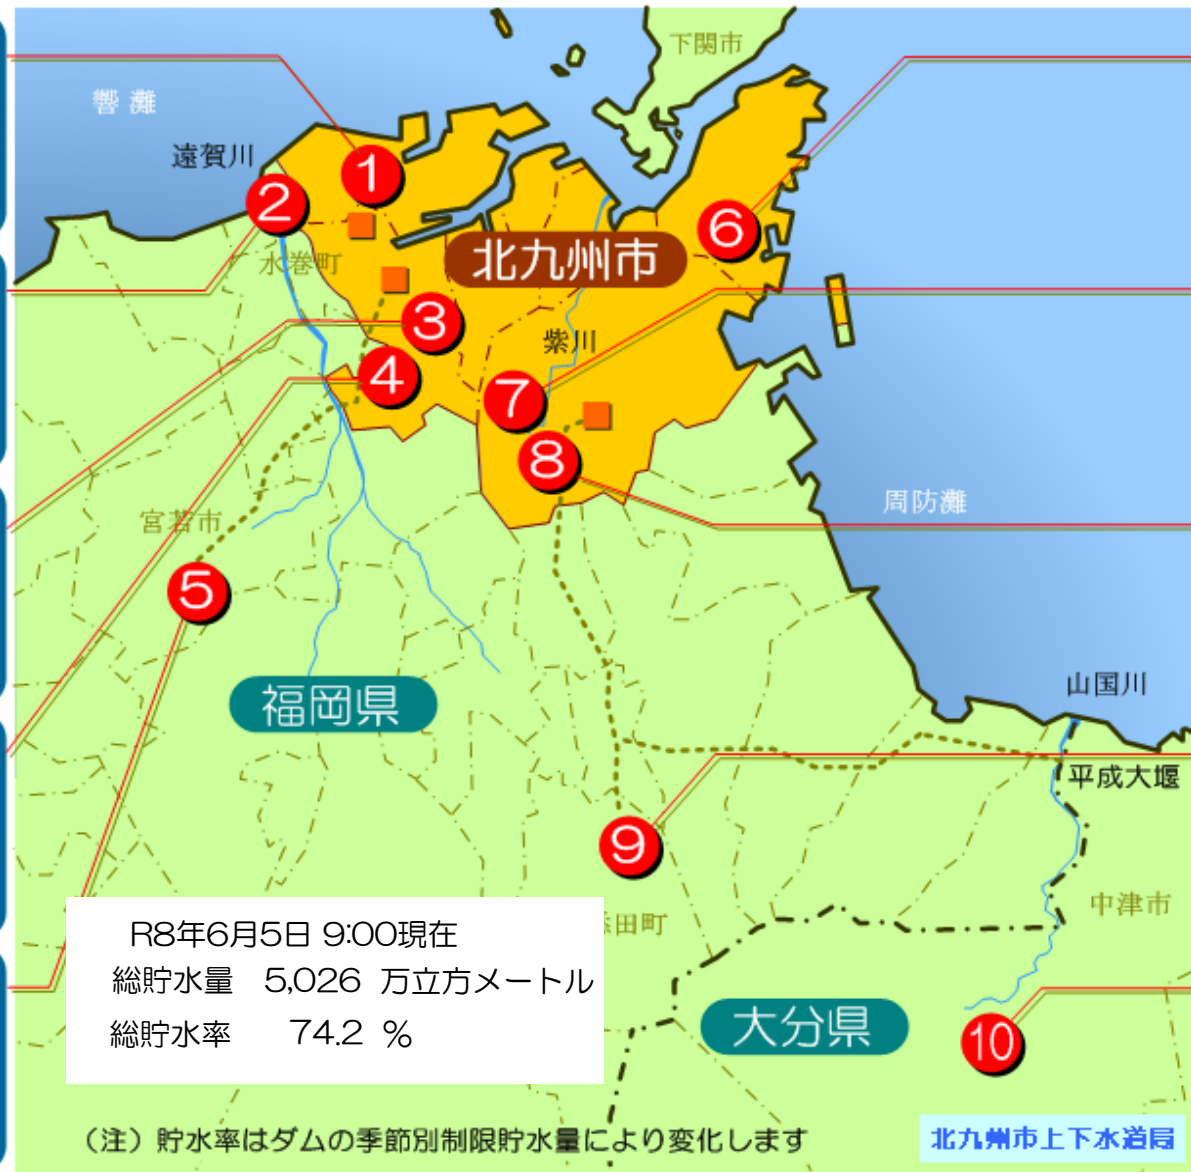 下関市
響灘
遠賀川
1
2
6
水巻町
北九州市
3
紫川
4
7
8
周防灘
宮若市
5
山国川
福岡県
平成大堰
9
中津市
田町
R8年6月5日 9:00現在
総貯水量 5,026 万立方メートル
総貯水率 74.2 %
大分県
10
（注）貯水率はダムの季節別制限貯水量により変化します
北九州市上下水道局